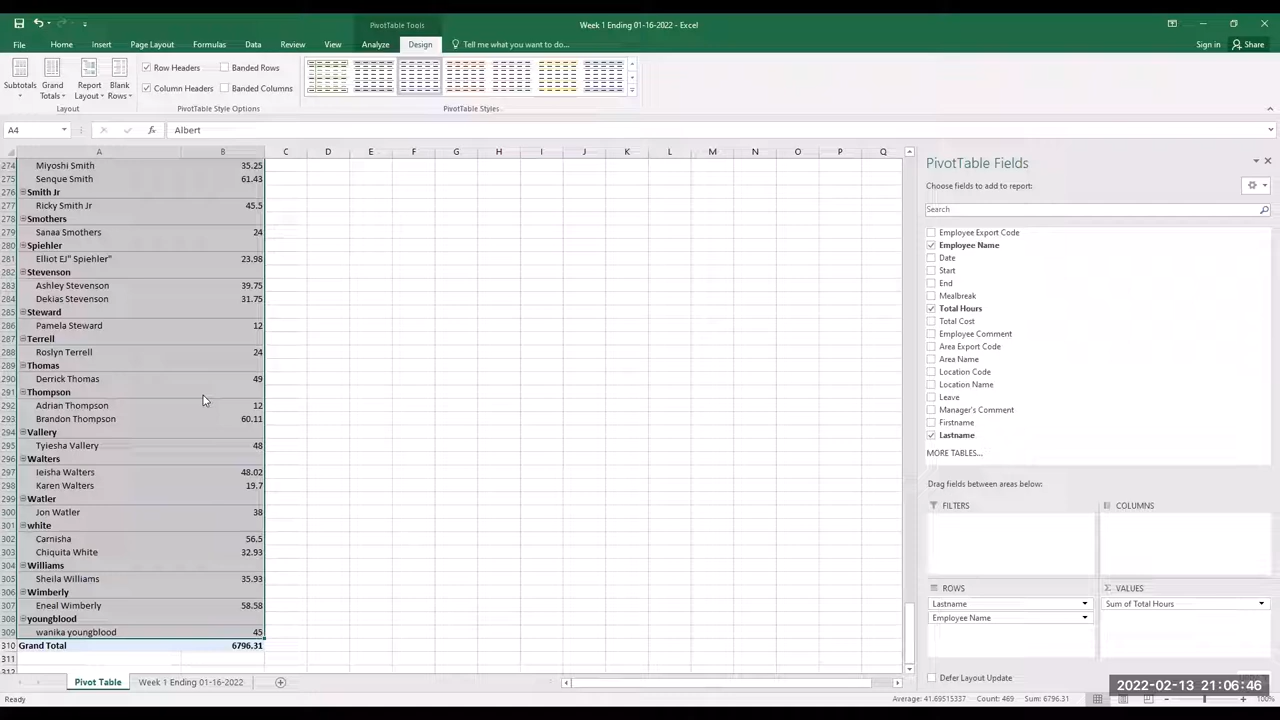 PivotTable Tools
Week 1 Ending 01-16-2022 - Excel
File Home Insert Page Layout Formulas Data Review View Analyze Design Tell me what you want to do...
Sign in Share
Subtotals Grand Totals Report Layout Blank Rows
Row Headers Banded Rows
Column Headers Banded Columns
Layout PivotTable Style Options PivotTable Styles
A4 fx Albert
A B C D E F G H I J K L M N O P Q
274 Miyoshi Smith 35.25
275 Senque Smith 61.43
276 Smith Jr
277 Ricky Smith Jr 45.5
278 Smothers
279 Sanaa Smothers 24
280 Spiehler
281 Elliot EJ" Spiehler" 23.98
282 Stevenson
283 Ashley Stevenson 39.75
284 Dekias Stevenson 31.75
285 Steward
286 Pamela Steward 12
287 Terrell
288 Roslyn Terrell 24
289 Thomas
290 Derrick Thomas 49
291 Thompson
292 Adrian Thompson 12
293 Brandon Thompson 60.11
294 Vallery
295 Tyiesha Vallery 48
296 Walters
297 Ieisha Walters 48.02
298 Karen Walters 19.7
299 Watler
300 Jon Watler 38
301 white
302 Carnisha 56.5
303 Chiquita White 32.93
304 Williams
305 Sheila Williams 35.93
306 Wimberly
307 Eneal Wimberly 58.58
308 youngblood
309 wanika youngblood 45
310 Grand Total 6796.31
311
312
PivotTable Fields
Choose fields to add to report:
Search
Employee Export Code
Employee Name
Date
Start
End
Mealbreak
Total Hours
Total Cost
Employee Comment
Area Export Code
Area Name
Location Code
Location Name
Leave
Manager's Comment
Firstname
Lastname
MORE TABLES...
Drag fields between areas below:
FILTERS COLUMNS
ROWS Σ VALUES
Lastname Sum of Total Hours
Employee Name
Defer Layout Update
Pivot Table Week 1 Ending 01-16-2022
2022-02-13 21:06:46
Ready Average: 41.69515337 Count: 469 Sum: 6796.31 100%